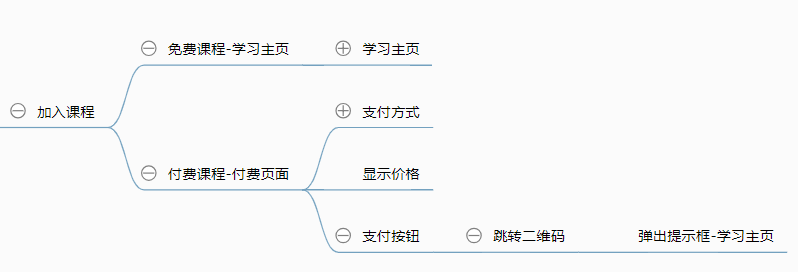 免费课程-学习主页
学习主页
加入课程
支付方式
付费课程-付费页面
显示价格
支付按钮
跳转二维码
弹出提示框-学习主页